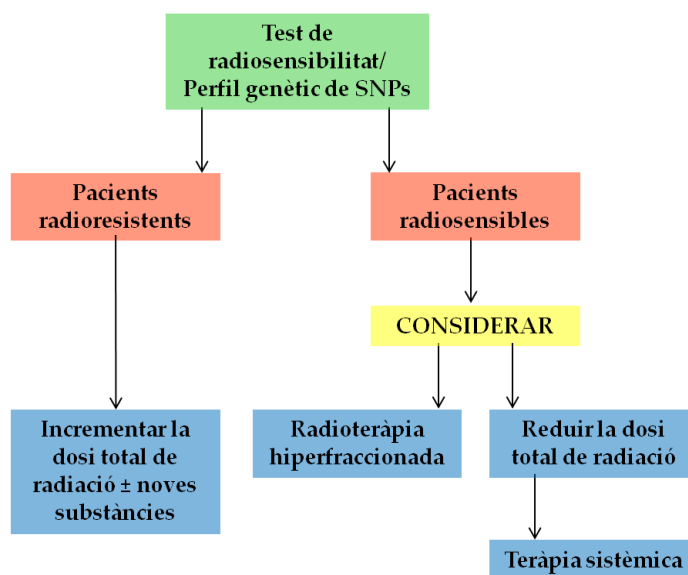 Test de
radiosensibilitat/
Perfil genètic de SNPs
Pacients
radioresistents
Pacients
radiosensibles
CONSIDERAR
Incrementar la
dosi total de
radiació ± noves
substàncies
Radioteràpia
hiperfraccionada
Reduir la dosi
total de radiació
Teràpia sistèmica